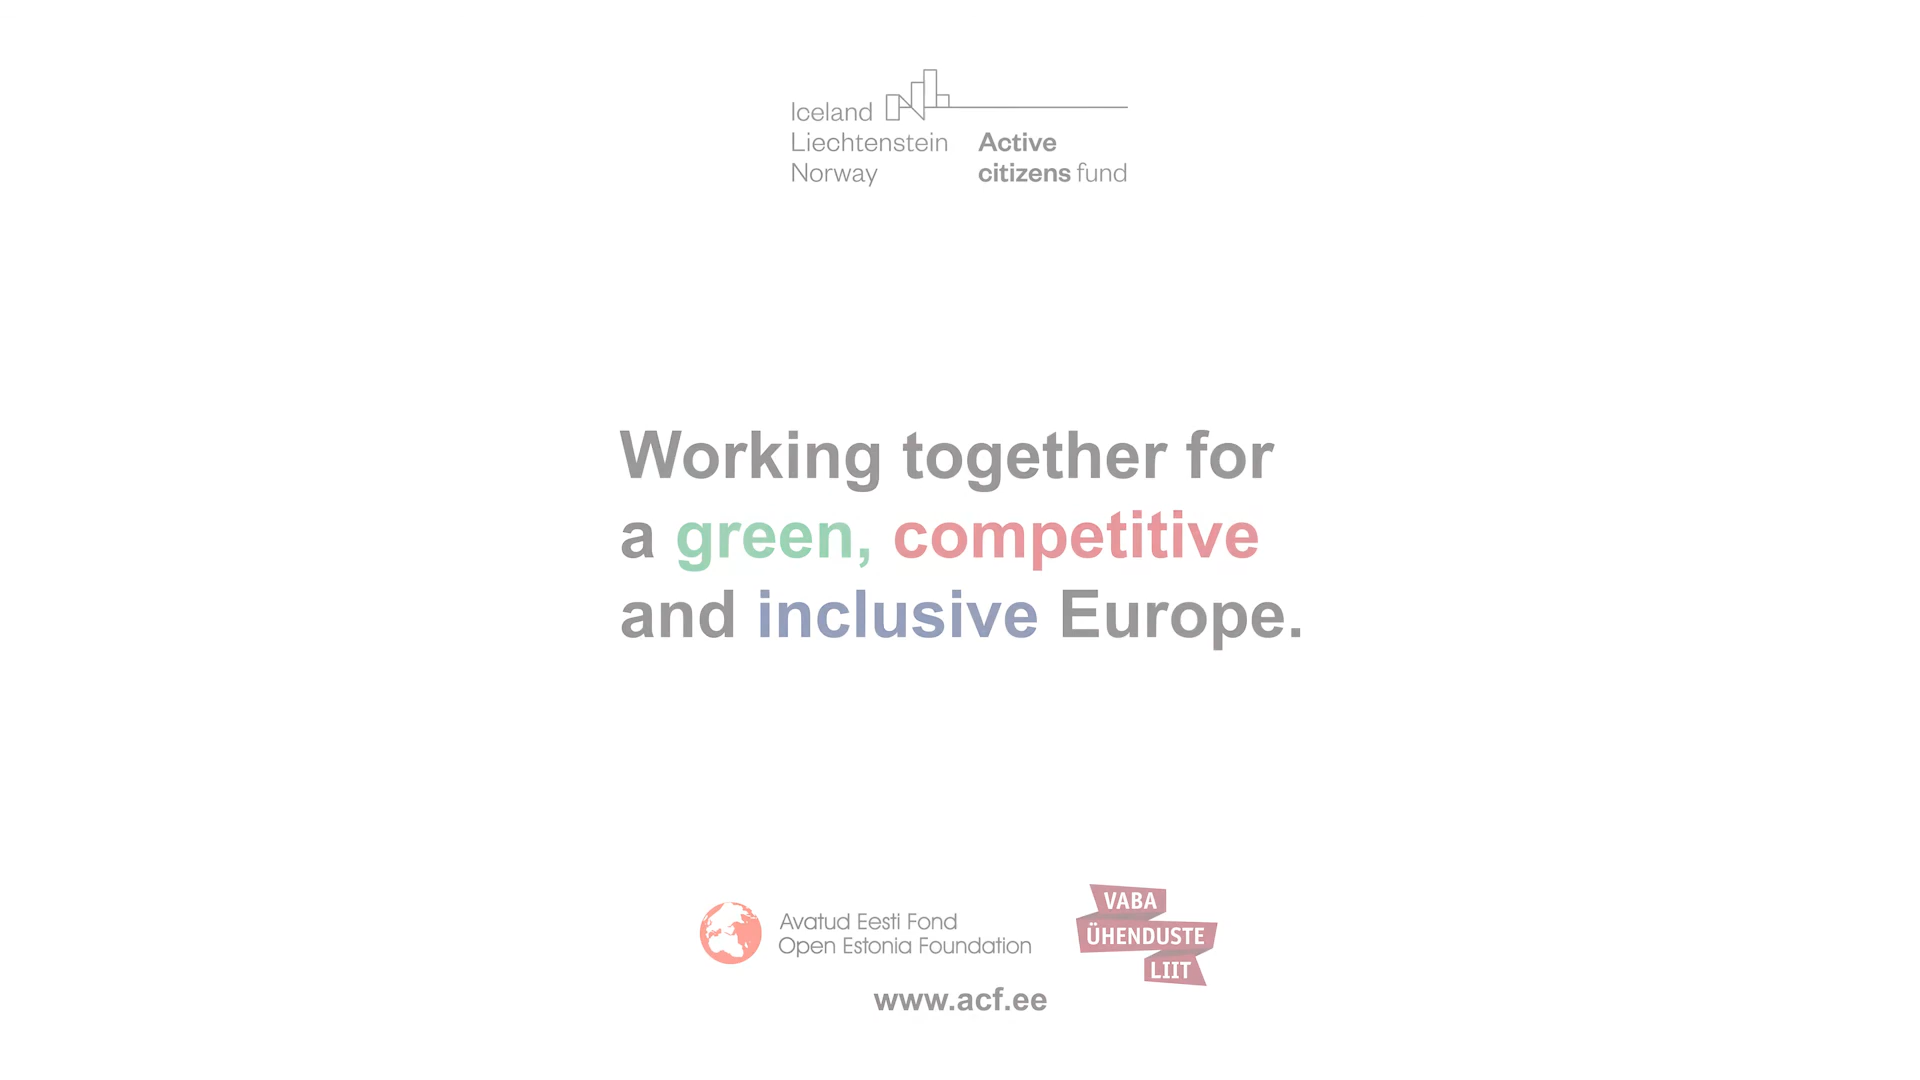 Iceland
Liechtenstein
Norway
Active
citizens fund
Working together for
a green, competitive
and inclusive Europe.
Avatud Eesti Fond
Open Estonia Foundation
VABA
ÜHENDUSTE
LIIT
www.acf.ee